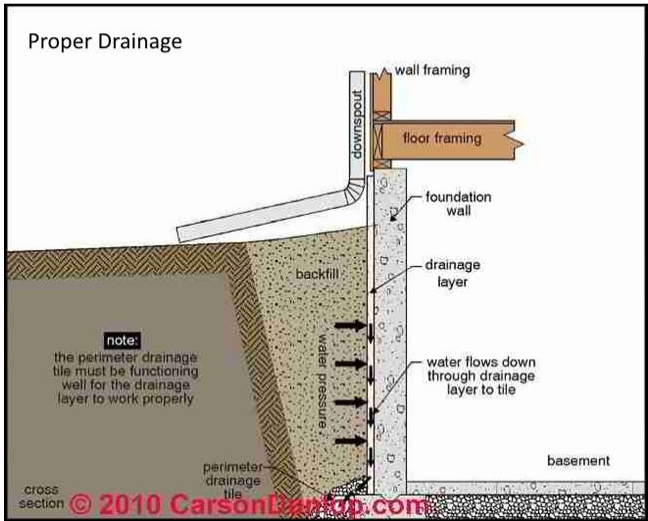 Proper Drainage
wall framing
downspout
floor framing
foundation
wall
backfill
drainage
layer
note:
the perimeter drainage
tile must be functioning
well for the drainage
layer to work properly
water pressure
water flows down
through drainage
layer to tile
perimeter
drainage
tile
basement
cross
section
© 2010 CarsonDunlop.com